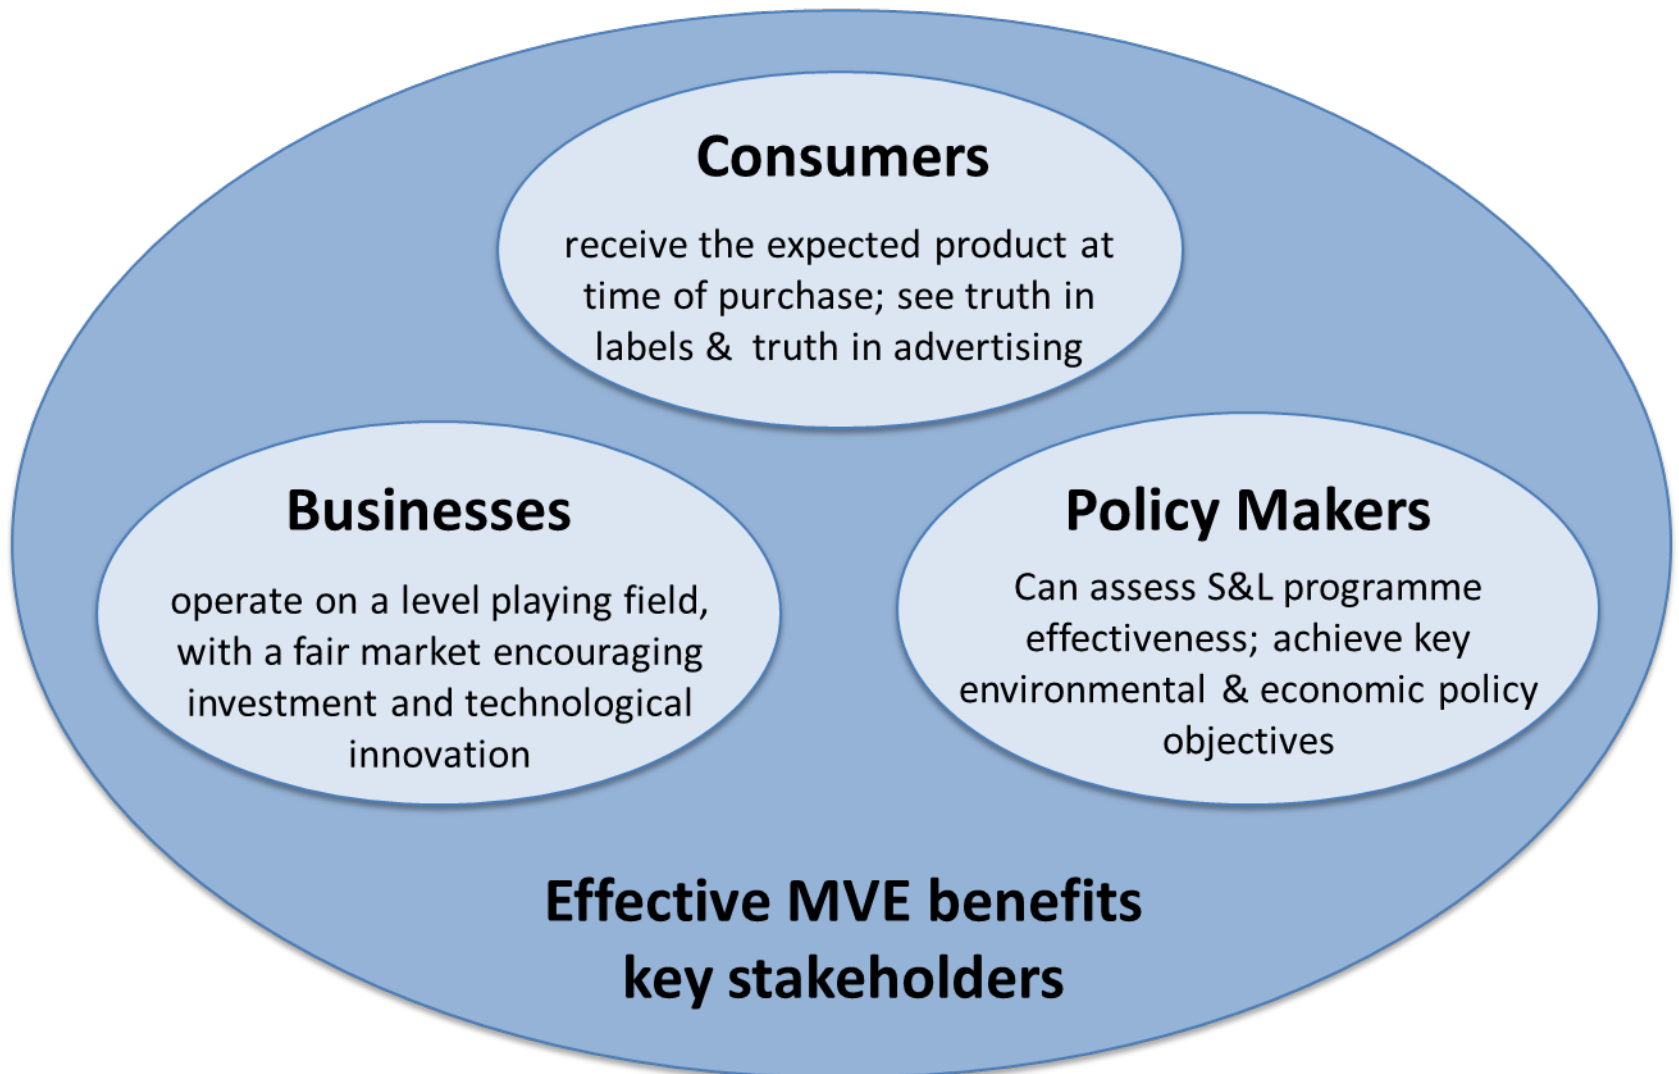 Consumers
receive the expected product at
time of purchase; see truth in
labels & truth in advertising
Businesses
operate on a level playing field,
with a fair market encouraging
investment and technological
innovation
Policy Makers
Can assess S&L programme
effectiveness; achieve key
environmental & economic policy
objectives
Effective MVE benefits
key stakeholders